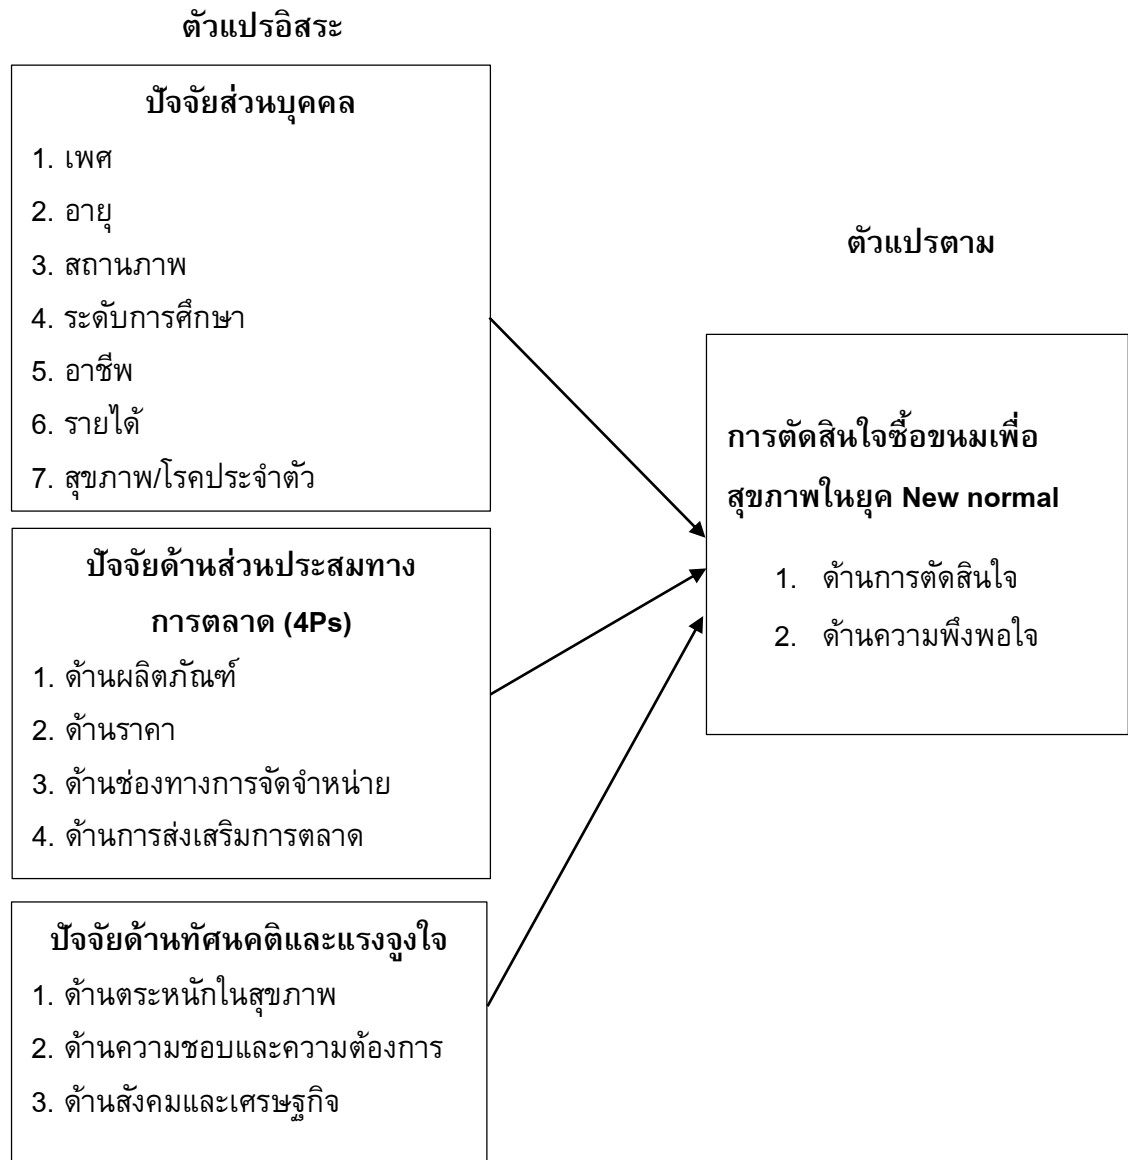 ตัวแปรอิสระ
ปัจจัยส่วนบุคคล
1. เพศ
2. อายุ
3. สถานภาพ
4. ระดับการศึกษา
5. อาชีพ
6. รายได้
7. สุขภาพ/โรคประจำตัว
ปัจจัยด้านส่วนประสมทาง
การตลาด (4Ps)
1. ด้านผลิตภัณฑ์
2. ด้านราคา
3. ด้านช่องทางการจัดจำหน่าย
4. ด้านการส่งเสริมการตลาด
ปัจจัยด้านทัศนคติและแรงจูงใจ
1. ด้านตระหนักในสุขภาพ
2. ด้านความชอบและความต้องการ
3. ด้านสังคมและเศรษฐกิจ
ตัวแปรตาม
การตัดสินใจซื้อขนมเพื่อ
สุขภาพในยุค New normal
1. ด้านการตัดสินใจ
2. ด้านความพึงพอใจ